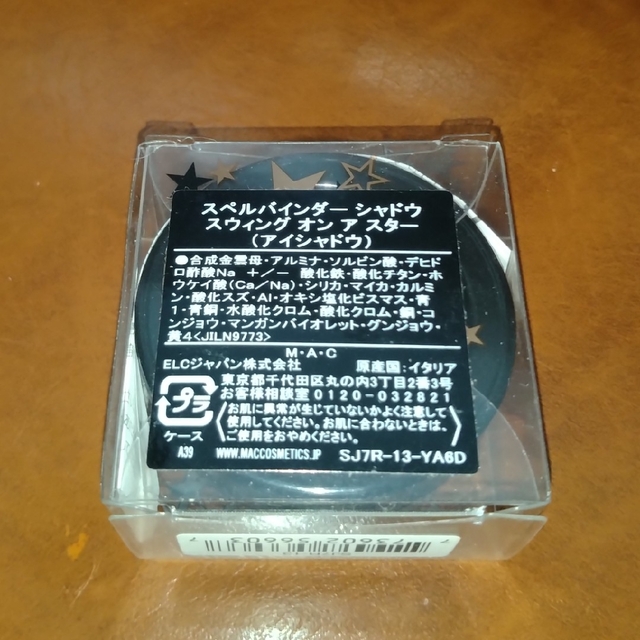 スペルバインダー シャドウ
スウィング オン ア スター
(アイシャドウ)
●合成金雲母・アルミナ・ソルビン酸・デヒド
ロ酢酸Na +/- 酸化鉄・酸化チタン・ホ
ウケイ酸(Ca/Na)・シリカ・マイカ・カルミ
ン・酸化スズ・Al・オキシ塩化ビスマス・青
1・青銅・水酸化クロム・酸化クロム・銅・コ
ンジョウ・マンガンバイオレット・グンジョウ・
黄4<JILN9773>
M・A・C
ELCジャパン株式会社 原産国:イタリア
東京都千代田区丸の内3丁目2番3号
お客様相談室 0120-032821
お肌に異常が生じていないかよく注意して
使用してください。お肌に合わないときは、
ご使用をおやめください。
プラ
ケース
A39 WWW.MACCOSMETICS.JP SJ7R-13-YA6D
7 73602 56603